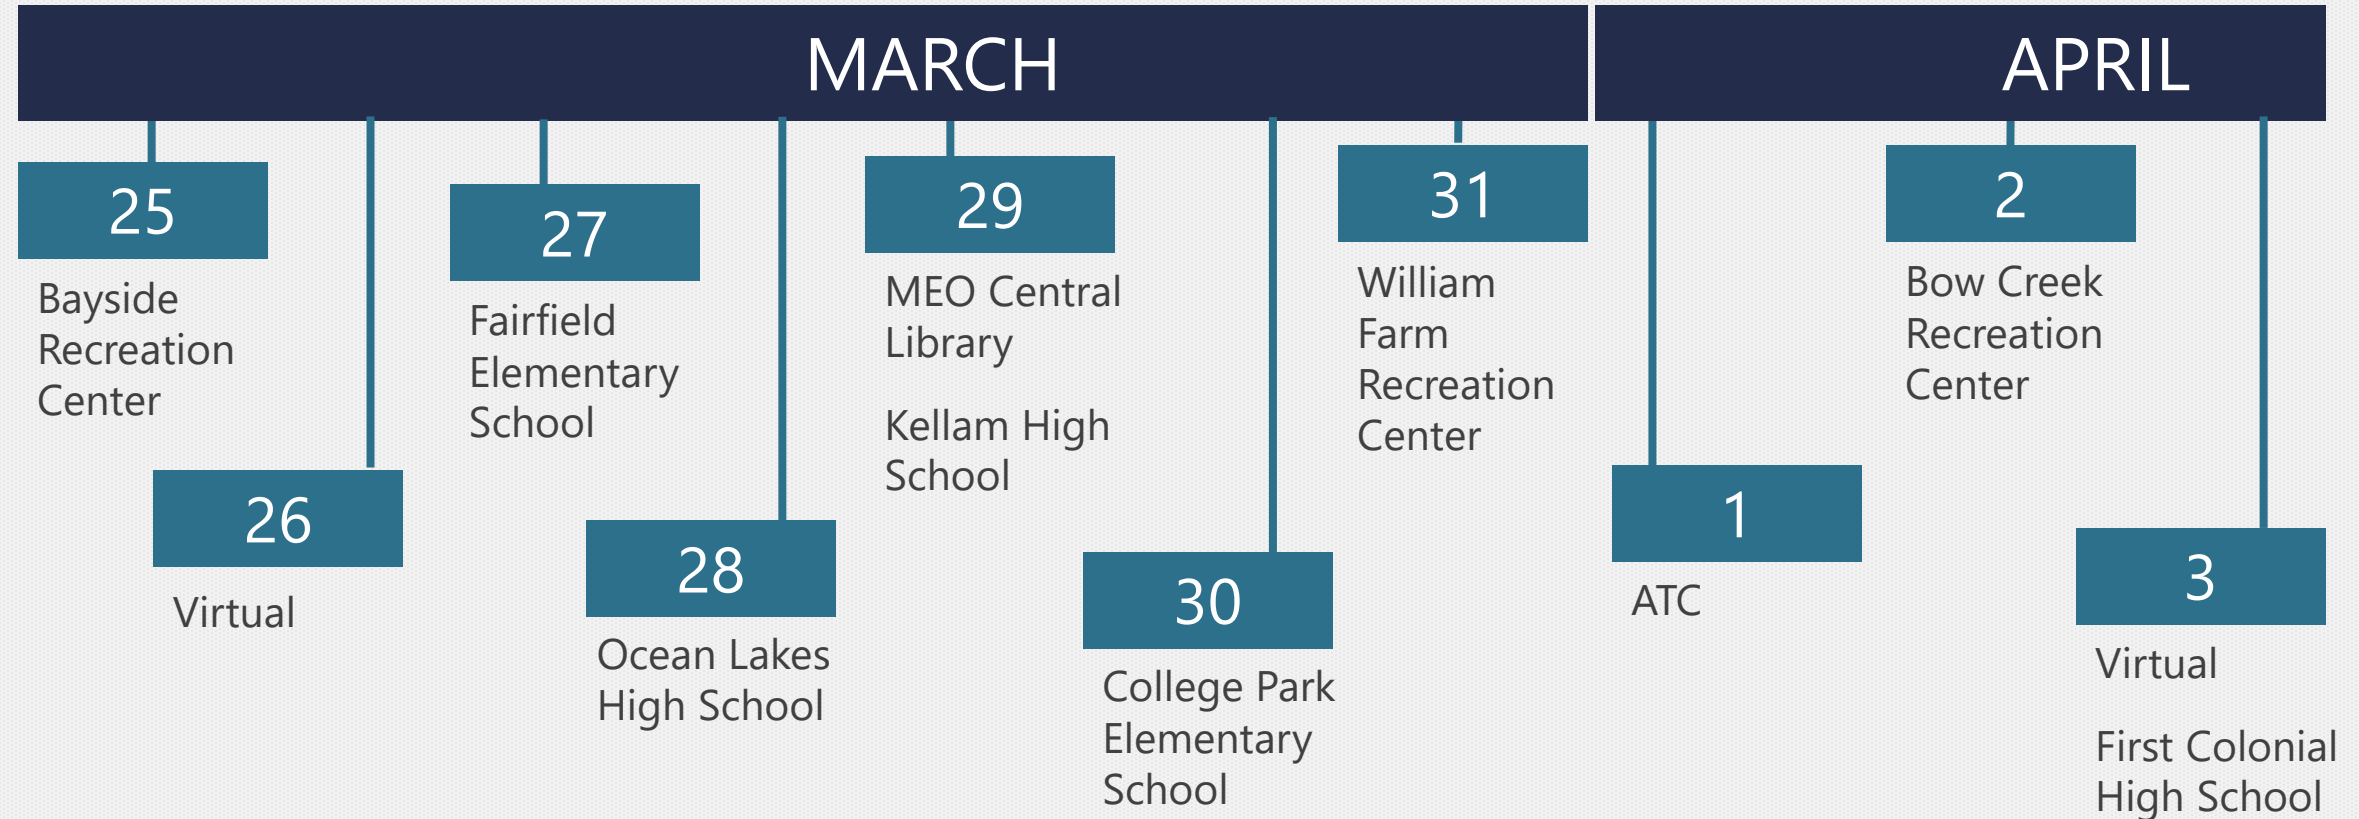 MARCH
APRIL
25
Bayside
Recreation
Center
26
Virtual
27
Fairfield
Elementary
School
28
Ocean Lakes
High School
29
MEO Central
Library
Kellam High
School
30
College Park
Elementary
School
31
William
Farm
Recreation
Center
1
ATC
2
Bow Creek
Recreation
Center
3
Virtual
First Colonial
High School